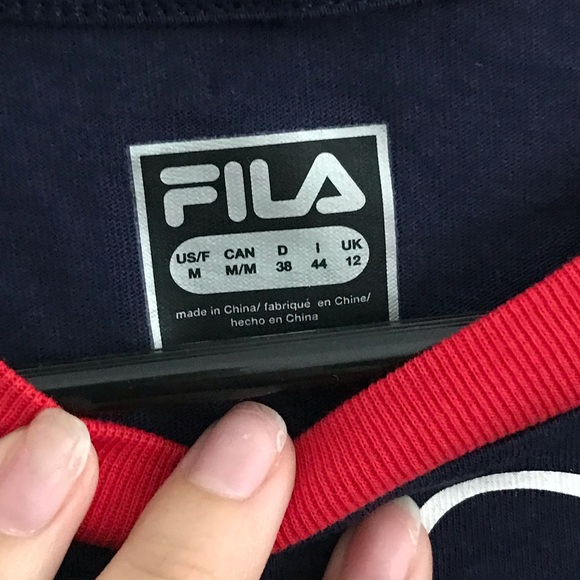 FILA
US/F CAN D I UK
M M/M 38 44 12
made in China/ fabriqué en Chine/
hecho en China